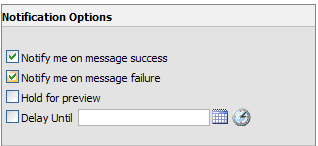 Notification Options
Notify me on message success
Notify me on message failure
Hold for preview
Delay Until